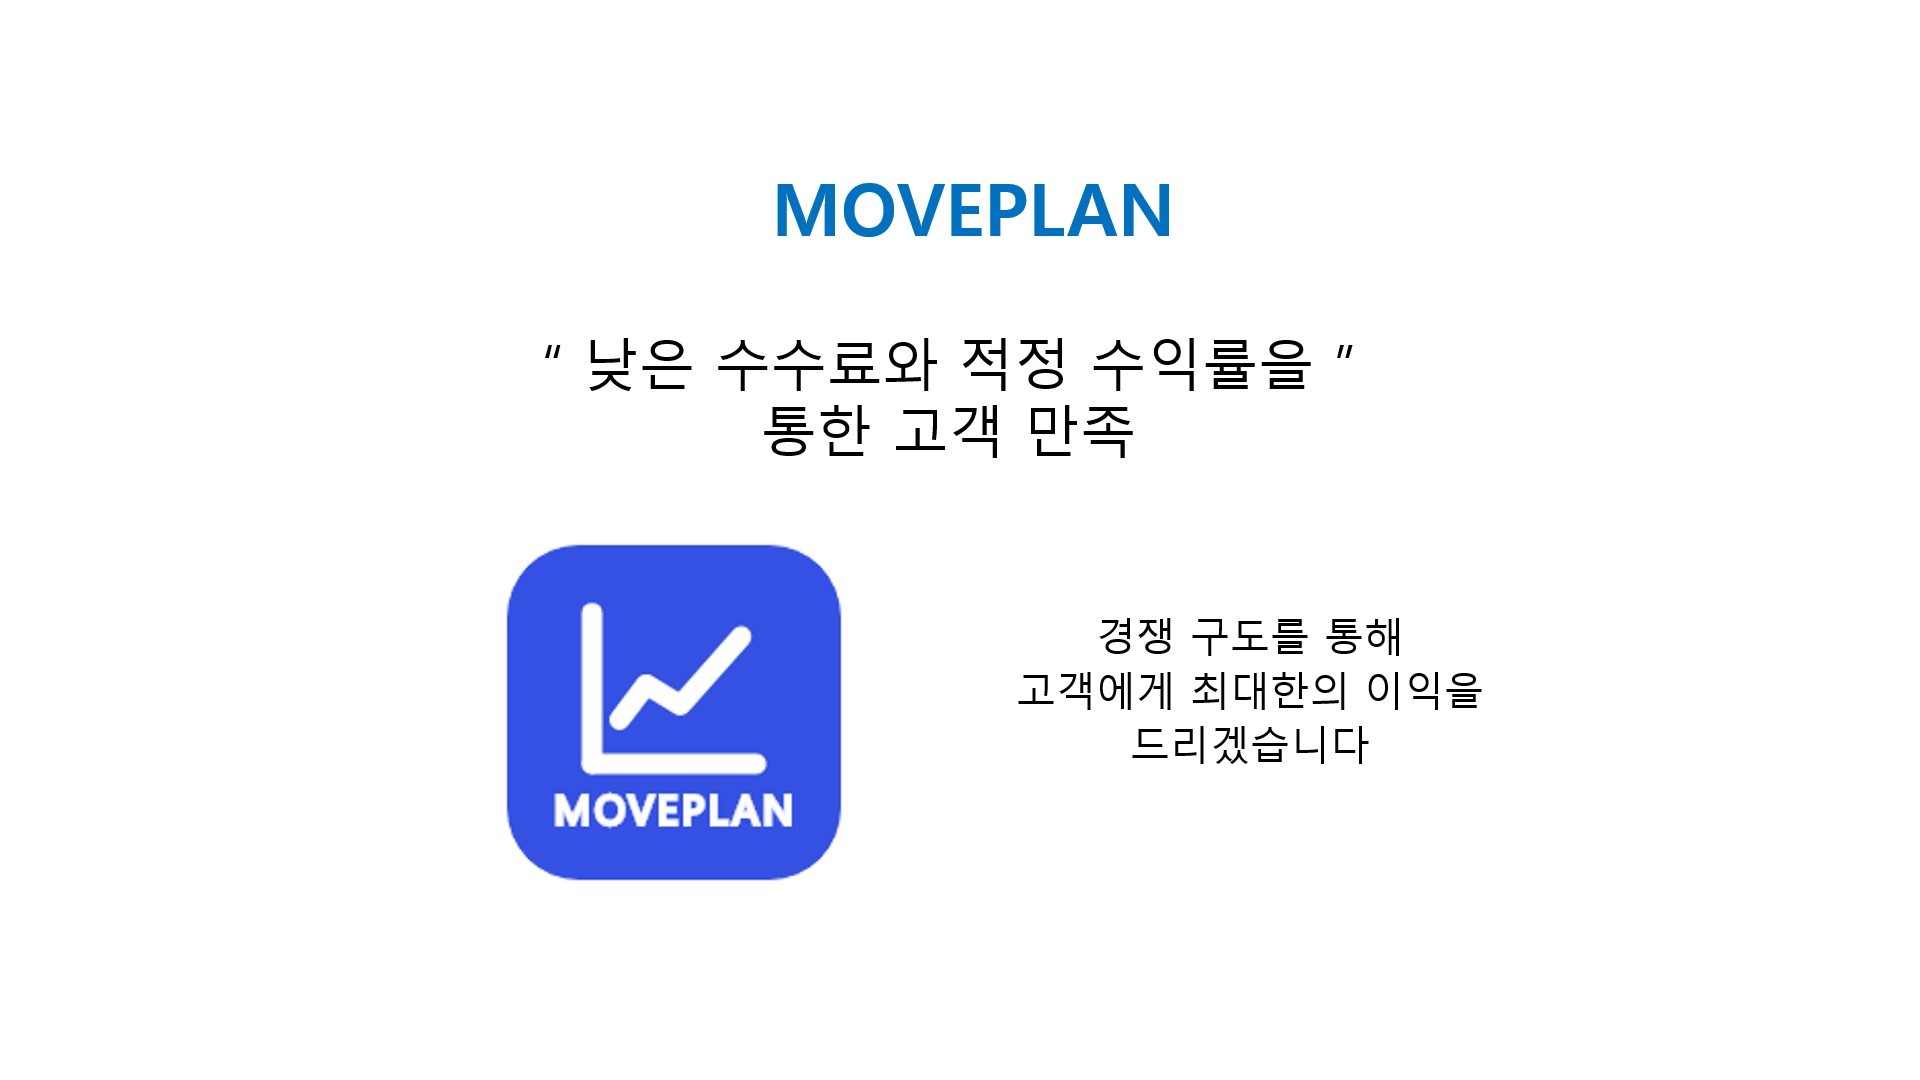 MOVEPLAN
“ 낮은 수수료와 적정 수익률을 ”
통한 고객 만족
MOVEPLAN
경쟁 구도를 통해
고객에게 최대한의 이익을
드리겠습니다